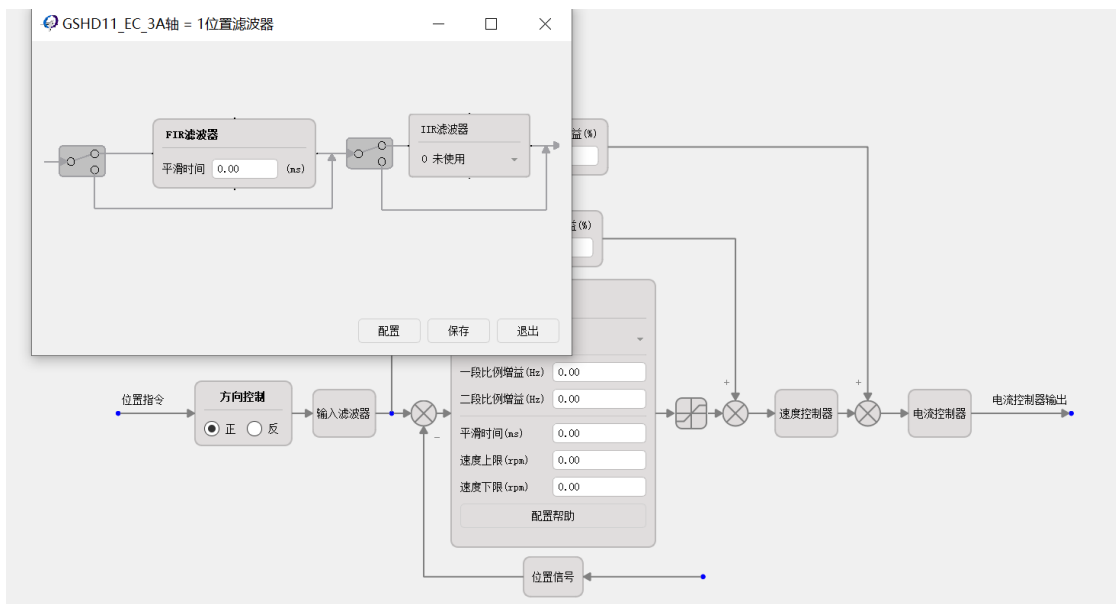 GSHD11_EC_3A轴 = 1位置滤波器
FIR滤波器
平滑时间 0.00 (ms)
IIR滤波器
0 未使用
配置 保存 退出
益(%)
益(%)
一段比例增益(Hz) 0.00
二段比例增益(Hz) 0.00
平滑时间(ms) 0.00
速度上限(rpm) 0.00
速度下限(rpm) 0.00
配置帮助
位置指令
方向控制
正 反
输入滤波器
－
+
速度控制器
+
电流控制器
电流控制器输出
位置信号